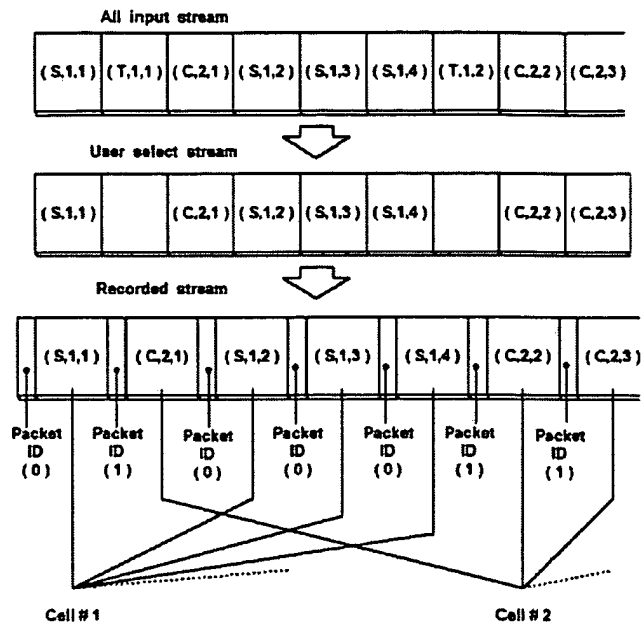 All input stream
( S,1,1 ) ( T,1,1 ) ( C,2,1 ) ( S,1,2 ) ( S,1,3 ) ( S,1,4 ) ( T,1,2 ) ( C,2,2 ) ( C,2,3 )
User select stream
( S,1,1 ) ( C,2,1 ) ( S,1,2 ) ( S,1,3 ) ( S,1,4 ) ( C,2,2 ) ( C,2,3 )
Recorded stream
( S,1,1 ) ( C,2,1 ) ( S,1,2 ) ( S,1,3 ) ( S,1,4 ) ( C,2,2 ) ( C,2,3 )
Packet ID ( 0 )
Packet ID ( 1 )
Packet ID ( 0 )
Packet ID ( 0 )
Packet ID ( 0 )
Packet ID ( 1 )
Packet ID ( 1 )
Cell # 1
Cell # 2